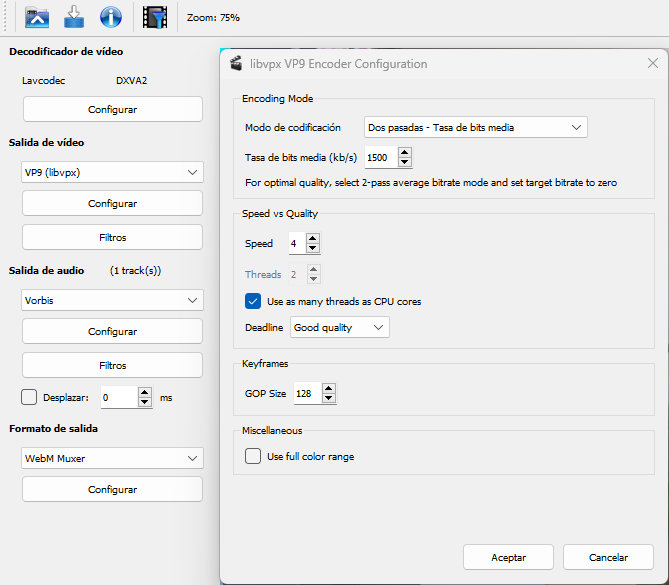 Zoom: 75%
Decodificador de vídeo
Lavcodec DXVA2
Configurar
Salida de vídeo
VP9 (libvpx)
Configurar
Filtros
Salida de audio (1 track(s))
Vorbis
Configurar
Filtros
Desplazar: 0 ms
Formato de salida
WebM Muxer
Configurar
libvpx VP9 Encoder Configuration
Encoding Mode
Modo de codificación Dos pasadas - Tasa de bits media
Tasa de bits media (kb/s) 1500
For optimal quality, select 2-pass average bitrate mode and set target bitrate to zero
Speed vs Quality
Speed 4
Threads 2
Use as many threads as CPU cores
Deadline Good quality
Keyframes
GOP Size 128
Miscellaneous
Use full color range
Aceptar Cancelar